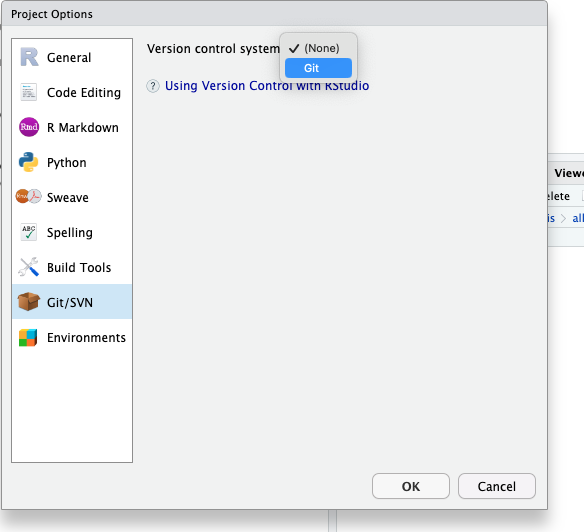 Project Options
General
Code Editing
R Markdown
Python
Sweave
Spelling
Build Tools
Git/SVN
Environments
Version control system
(None)
Git
? Using Version Control with RStudio
OK
Cancel
Viewe
elete
is > all
R
Rmd
ABC